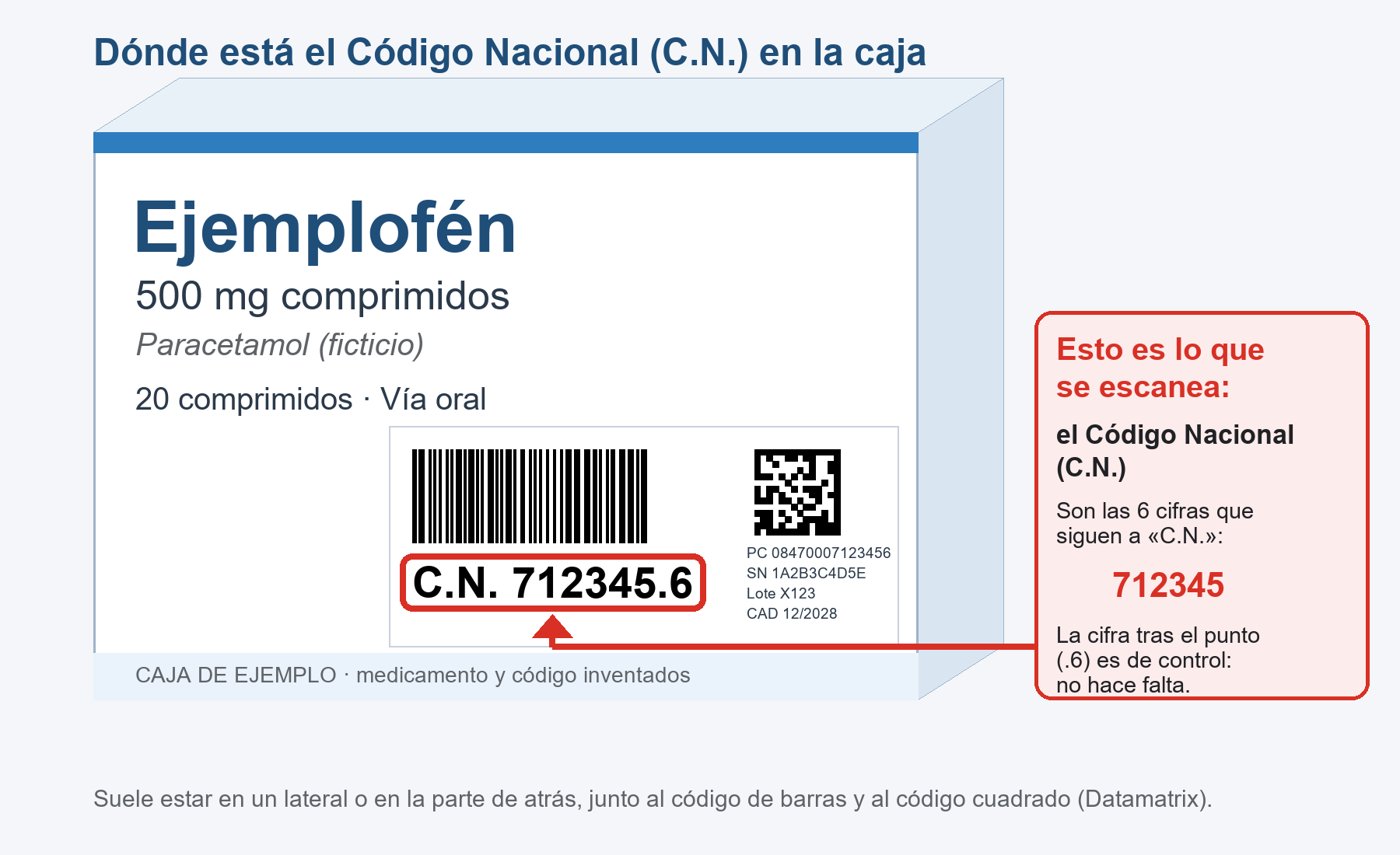 Dónde está el Código Nacional (C.N.) en la caja
Ejemplofén
500 mg comprimidos
Paracetamol (ficticio)
20 comprimidos · Vía oral
C.N. 712345.6
PC 08470007123456
SN 1A2B3C4D5E
Lote X123
CAD 12/2028
CAJA DE EJEMPLO · medicamento y código inventados
Esto es lo que
se escanea:
el Código Nacional
(C.N.)
Son las 6 cifras que
siguen a «C.N.»:
712345
La cifra tras el punto
(.6) es de control:
no hace falta.
Suele estar en un lateral o en la parte de atrás, junto al código de barras y al código cuadrado (Datamatrix).